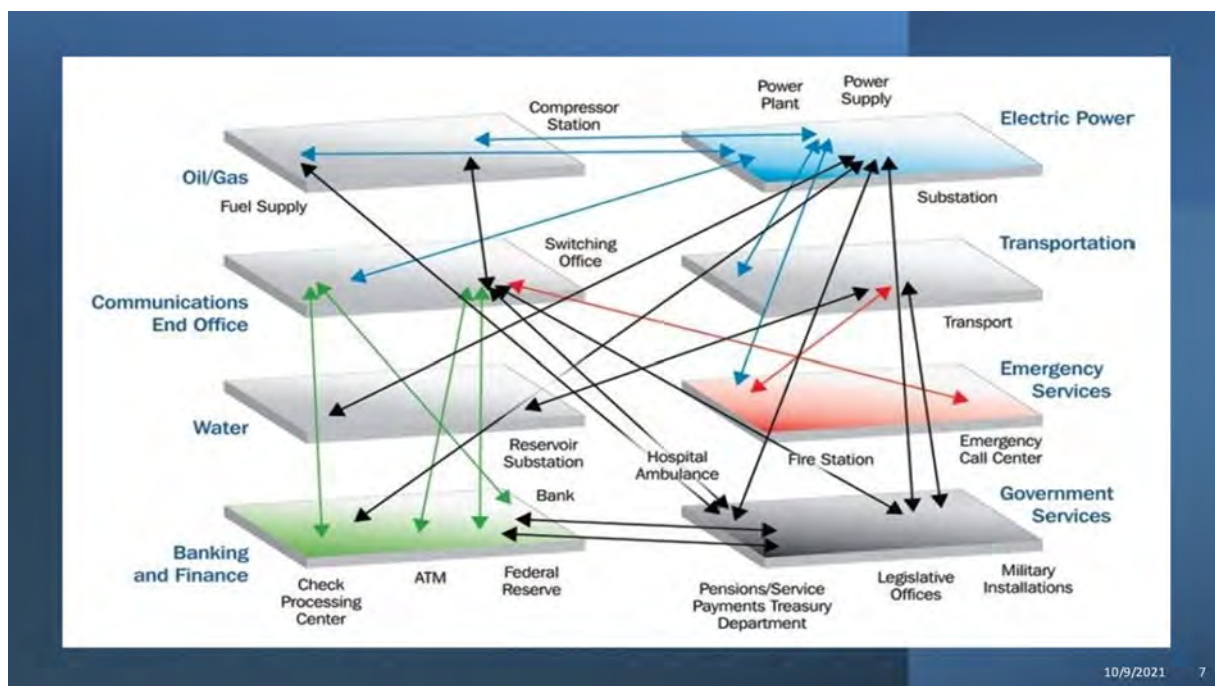 Power
Plant
Power
Supply
Compressor
Station
Electric Power
Oil/Gas
Fuel Supply
Substation
Switching
Office
Transportation
Communications
End Office
Transport
Emergency
Services
Water
Reservoir
Substation
Hospital
Ambulance
Fire Station
Emergency
Call Center
Bank
Government
Services
Banking
and Finance
Check
Processing
Center
ATM
Federal
Reserve
Pensions/Service
Payments Treasury
Department
Legislative
Offices
Military
Installations
10/9/2021 7